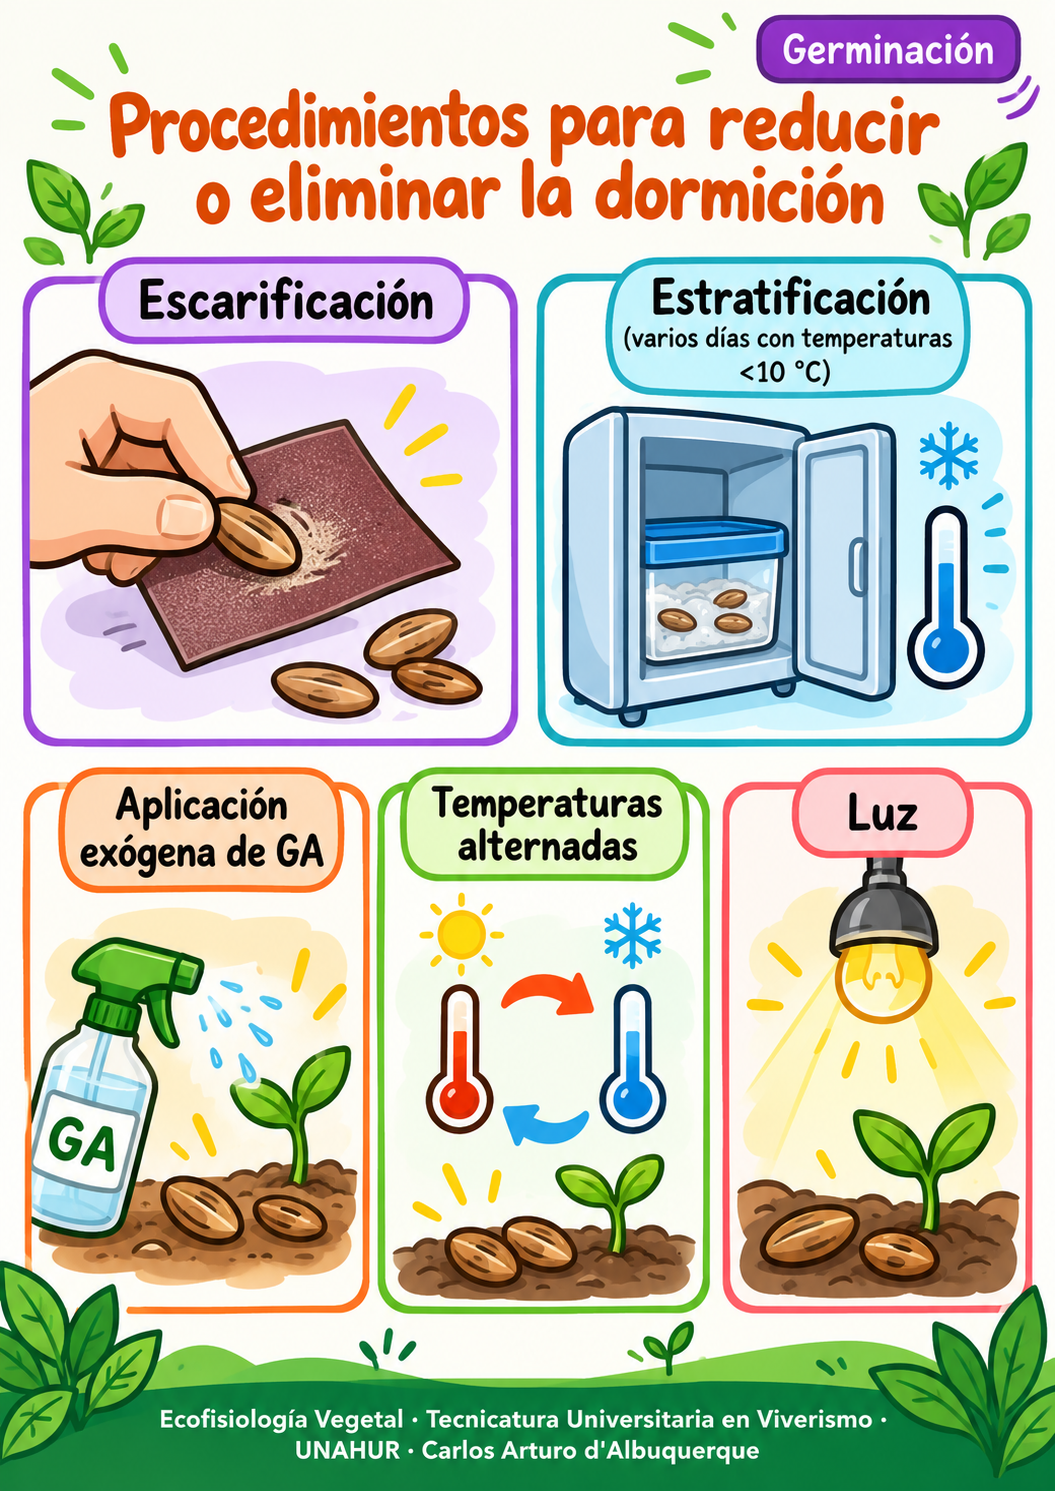 Germinación
Procedimientos para reducir
o eliminar la dormición
Escarificación
Estratificación
(varios días con temperaturas
<10 °C)
Aplicación
exógena de GA
GA
Temperaturas
alternadas
Luz
Ecofisiología Vegetal · Tecnicatura Universitaria en Viverismo ·
UNAHUR · Carlos Arturo d'Albuquerque